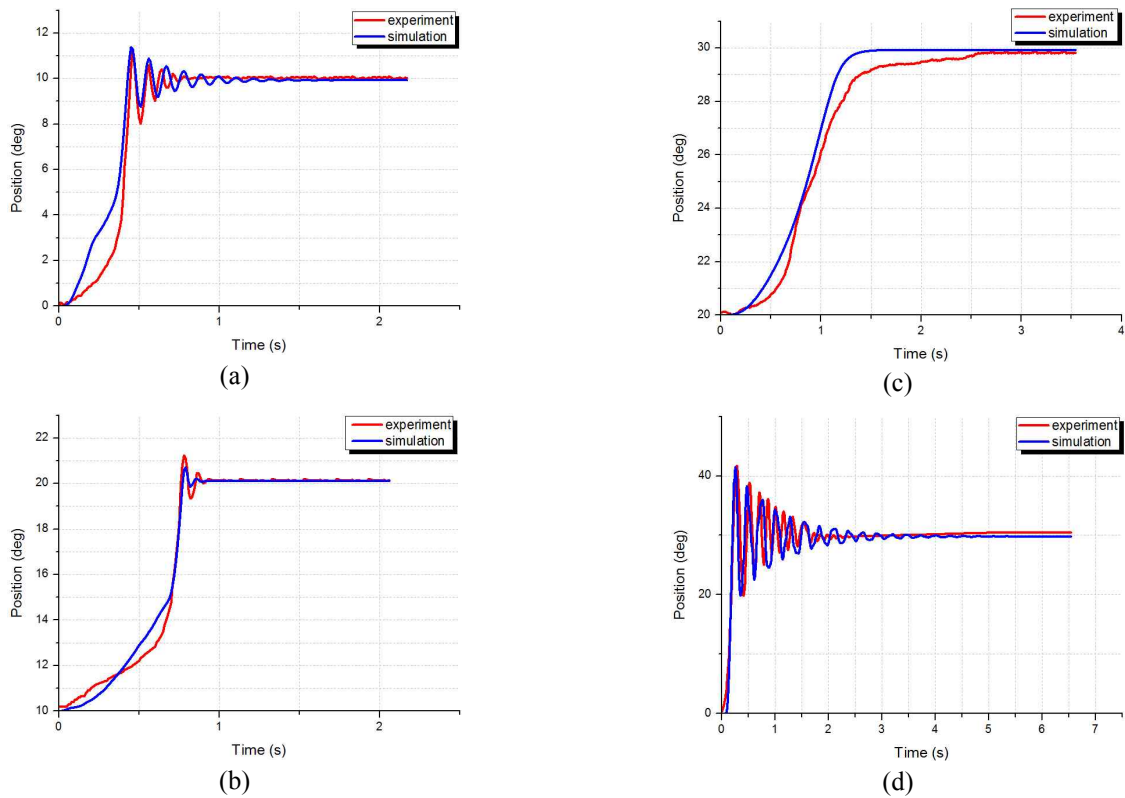 experiment
simulation
Position (deg)
12
10
8
6
4
2
0
0
1
2
Time (s)
(a)
experiment
simulation
Position (deg)
30
28
26
24
22
20
0
1
2
3
4
Time (s)
(c)
experiment
simulation
Position (deg)
22
20
18
16
14
12
10
0
1
2
Time (s)
(b)
experiment
simulation
Position (deg)
40
20
0
0
1
2
3
4
5
6
7
Time (s)
(d)